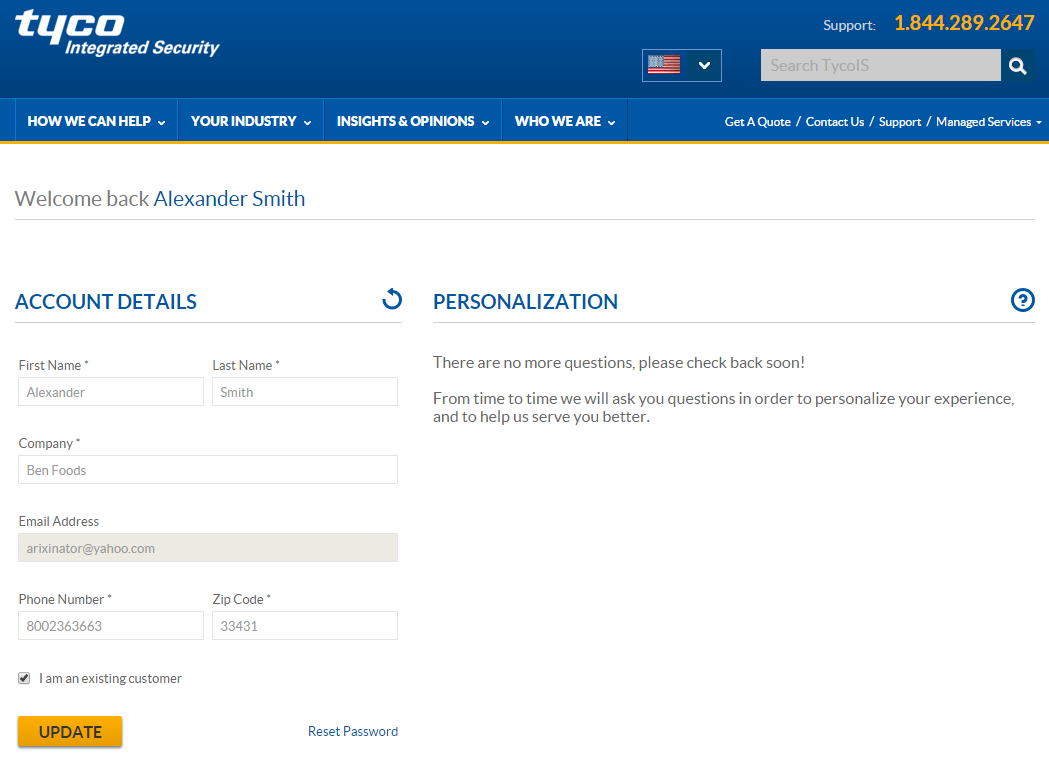 tyco
Integrated Security
Support: 1.844.289.2647
Search TycoIS
HOW WE CAN HELP YOUR INDUSTRY INSIGHTS & OPINIONS WHO WE ARE Get A Quote / Contact Us / Support / Managed Services
Welcome back Alexander Smith
ACCOUNT DETAILS
First Name * Last Name *
Alexander Smith
Company *
Ben Foods
Email Address
arixinator@yahoo.com
Phone Number * Zip Code *
8002363663 33431
I am an existing customer
UPDATE Reset Password
PERSONALIZATION ?
There are no more questions, please check back soon!
From time to time we will ask you questions in order to personalize your experience,
and to help us serve you better.